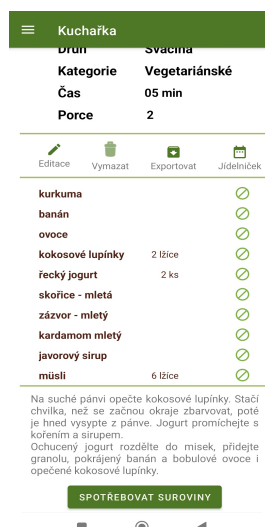 Kuchařka
Druh Svačina
Kategorie Vegetariánské
Čas 05 min
Porce 2
Editace Vymazat Exportovat Jídelníček
kurkuma
banán
ovoce
kokosové lupínky 2 lžíce
řecký jogurt 2 ks
skořice - mletá
zázvor - mletý
kardamom mletý
javorový sirup
müsli 6 lžíce
Na suché pánvi opečte kokosové lupínky. Stačí
chvilka, než se začnou okraje zbarvovat, poté
je hned vysypte z pánve. Jogurt promíchejte s
kořením a sirupem.
Ochucený jogurt rozdělte do misek, přidejte
granolu, pokrájený banán a bobulové ovoce i
opečené kokosové lupínky.
SPOTŘEBOVAT SUROVINY